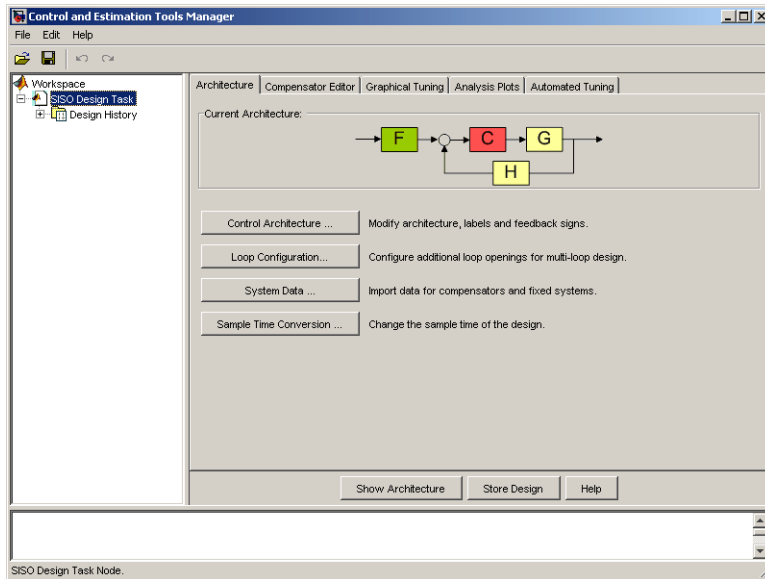 Control and Estimation Tools Manager
File Edit Help
Workspace
SISO Design Task
Design History
Architecture Compensator Editor Graphical Tuning Analysis Plots Automated Tuning
Current Architecture:
F C G
H
Control Architecture ... Modify architecture, labels and feedback signs.
Loop Configuration... Configure additional loop openings for multi-loop design.
System Data ... Import data for compensators and fixed systems.
Sample Time Conversion ... Change the sample time of the design.
Show Architecture Store Design Help
SISO Design Task Node.